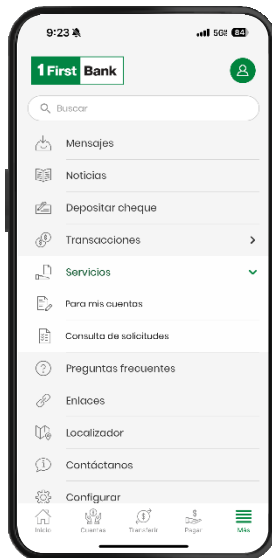 9:23
5GE 84
1 First Bank
Buscar
Mensajes
Noticias
Depositar cheque
Transacciones
Servicios
Para mis cuentas
Consulta de solicitudes
Preguntas frecuentes
Enlaces
Localizador
Contáctanos
Configurar
Inicio
Cuentas
Transferir
Pagar
Más